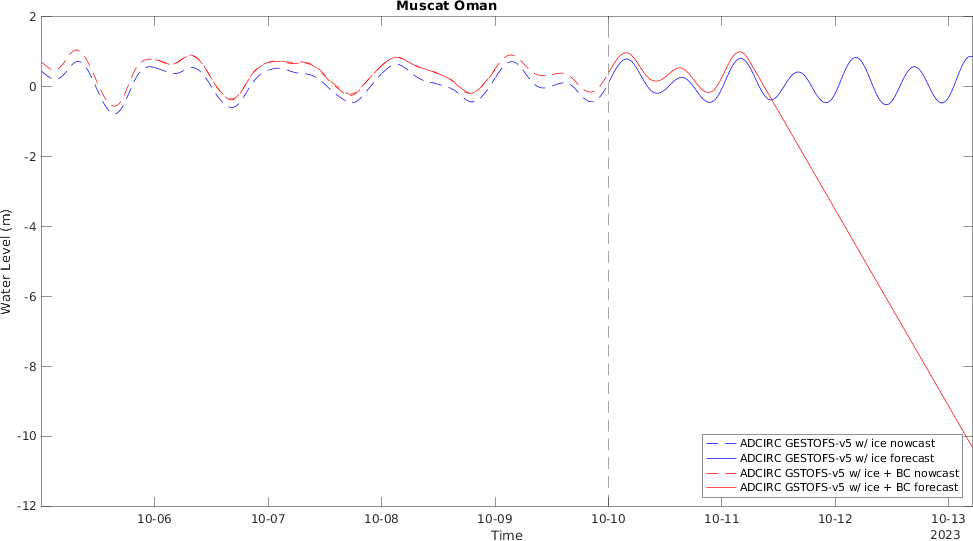 Muscat Oman
2
0
-2
-4
-6
-8
-10
-12
Water Level (m)
ADCIRC GESTOFS-v5 w/ ice nowcast
ADCIRC GESTOFS-v5 w/ ice forecast
ADCIRC GSTOFS-v5 w/ ice + BC nowcast
ADCIRC GSTOFS-v5 w/ ice + BC forecast
10-06 10-07 10-08 10-09 10-10 10-11 10-12 10-13
Time 2023